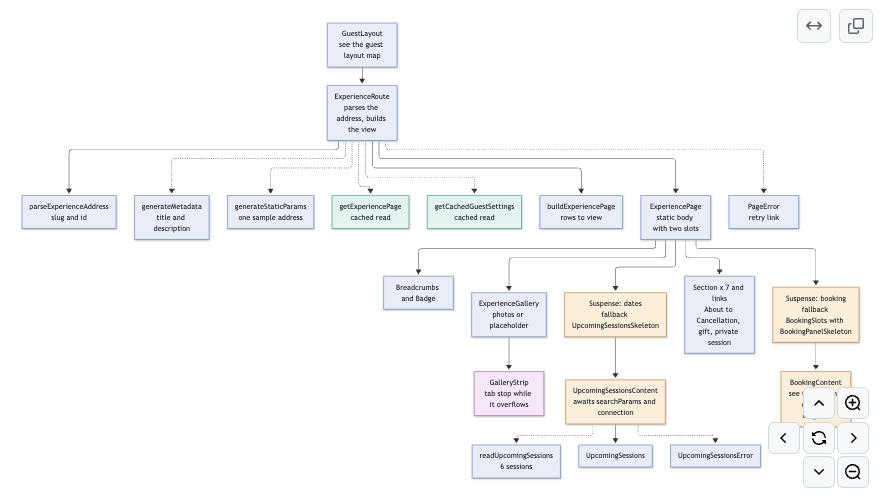 GuestLayout
see the guest
layout map
ExperienceRoute
parses the
address, builds
the view
parseExperienceAddress
slug and id
generateMetadata
title and
description
generateStaticParams
one sample address
getExperiencePage
cached read
getCachedGuestSettings
cached read
buildExperiencePage
rows to view
ExperiencePage
static body
with two slots
PageError
retry link
Breadcrumbs
and Badge
ExperienceGallery
photos or
placeholder
Suspense: dates
fallback
UpcomingSessionsSkeleton
Section x 7 and
links
About to
Cancellation,
gift, private
session
Suspense: booking
fallback
BookingSlots with
BookingPanelSkeleton
GalleryStrip
tab stop while
it overflows
UpcomingSessionsContent
awaits searchParams and
connection
BookingContent
see
readUpcomingSessions
6 sessions
UpcomingSessions
UpcomingSessionsError